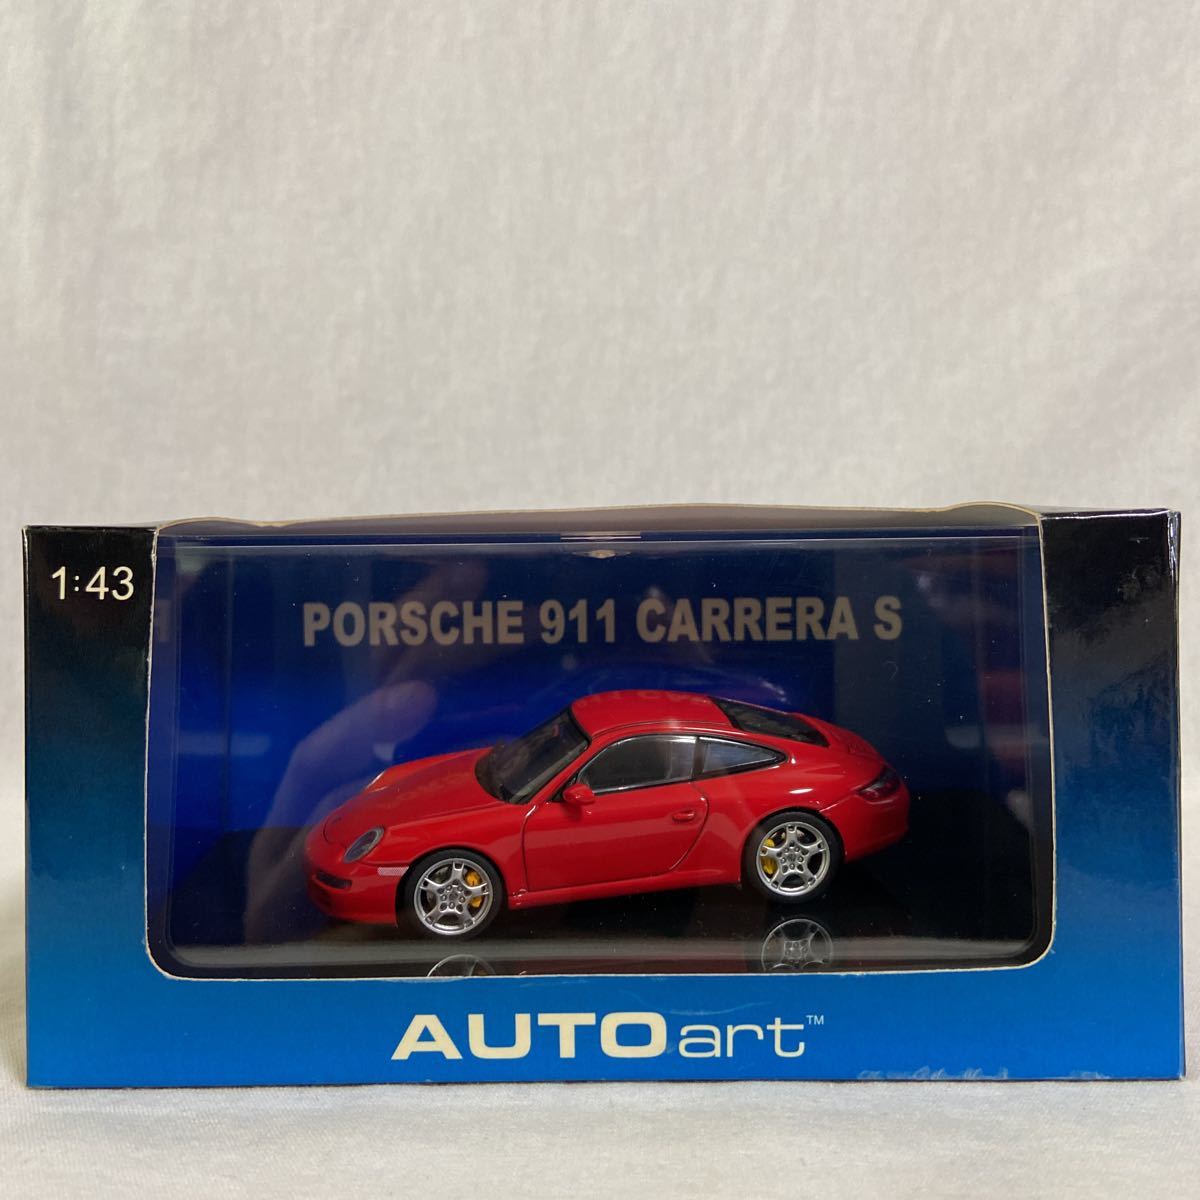 1:43
PORSCHE 911 CARRERA S
AUTOart™